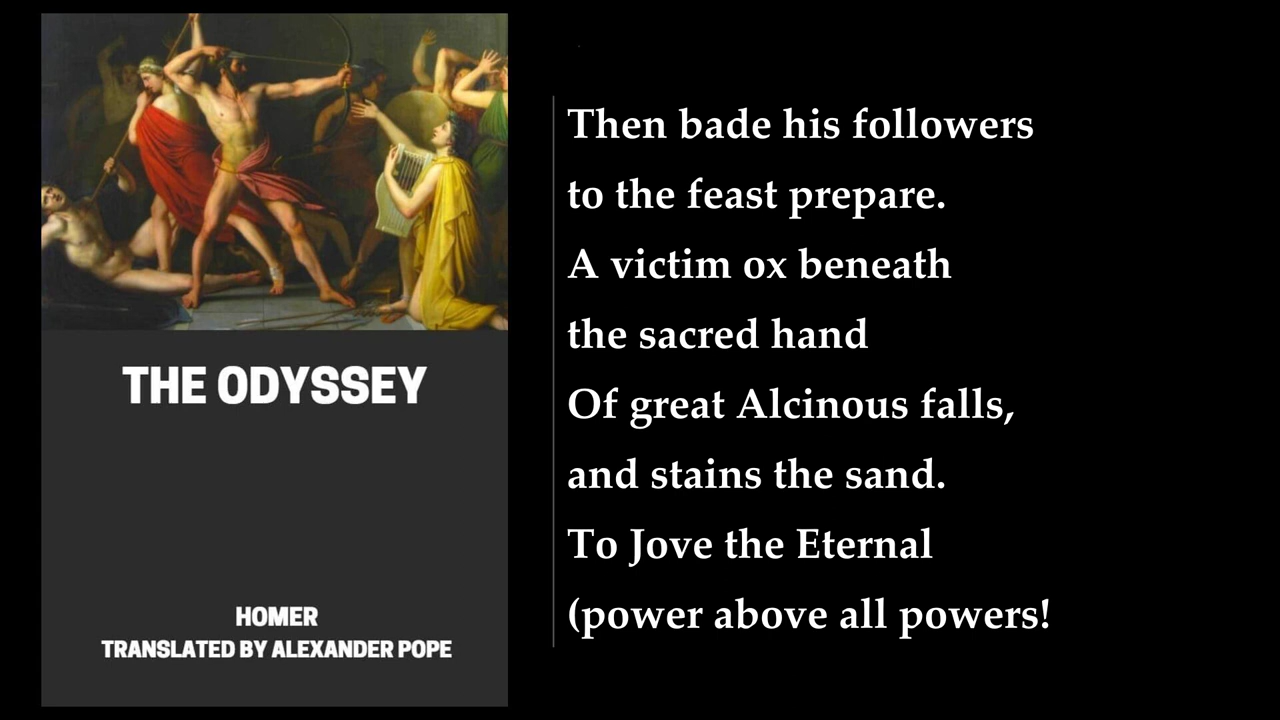 THE ODYSSEY
HOMER
TRANSLATED BY ALEXANDER POPE
Then bade his followers
to the feast prepare.
A victim ox beneath
the sacred hand
Of great Alcinous falls,
and stains the sand.
To Jove the Eternal
(power above all powers!